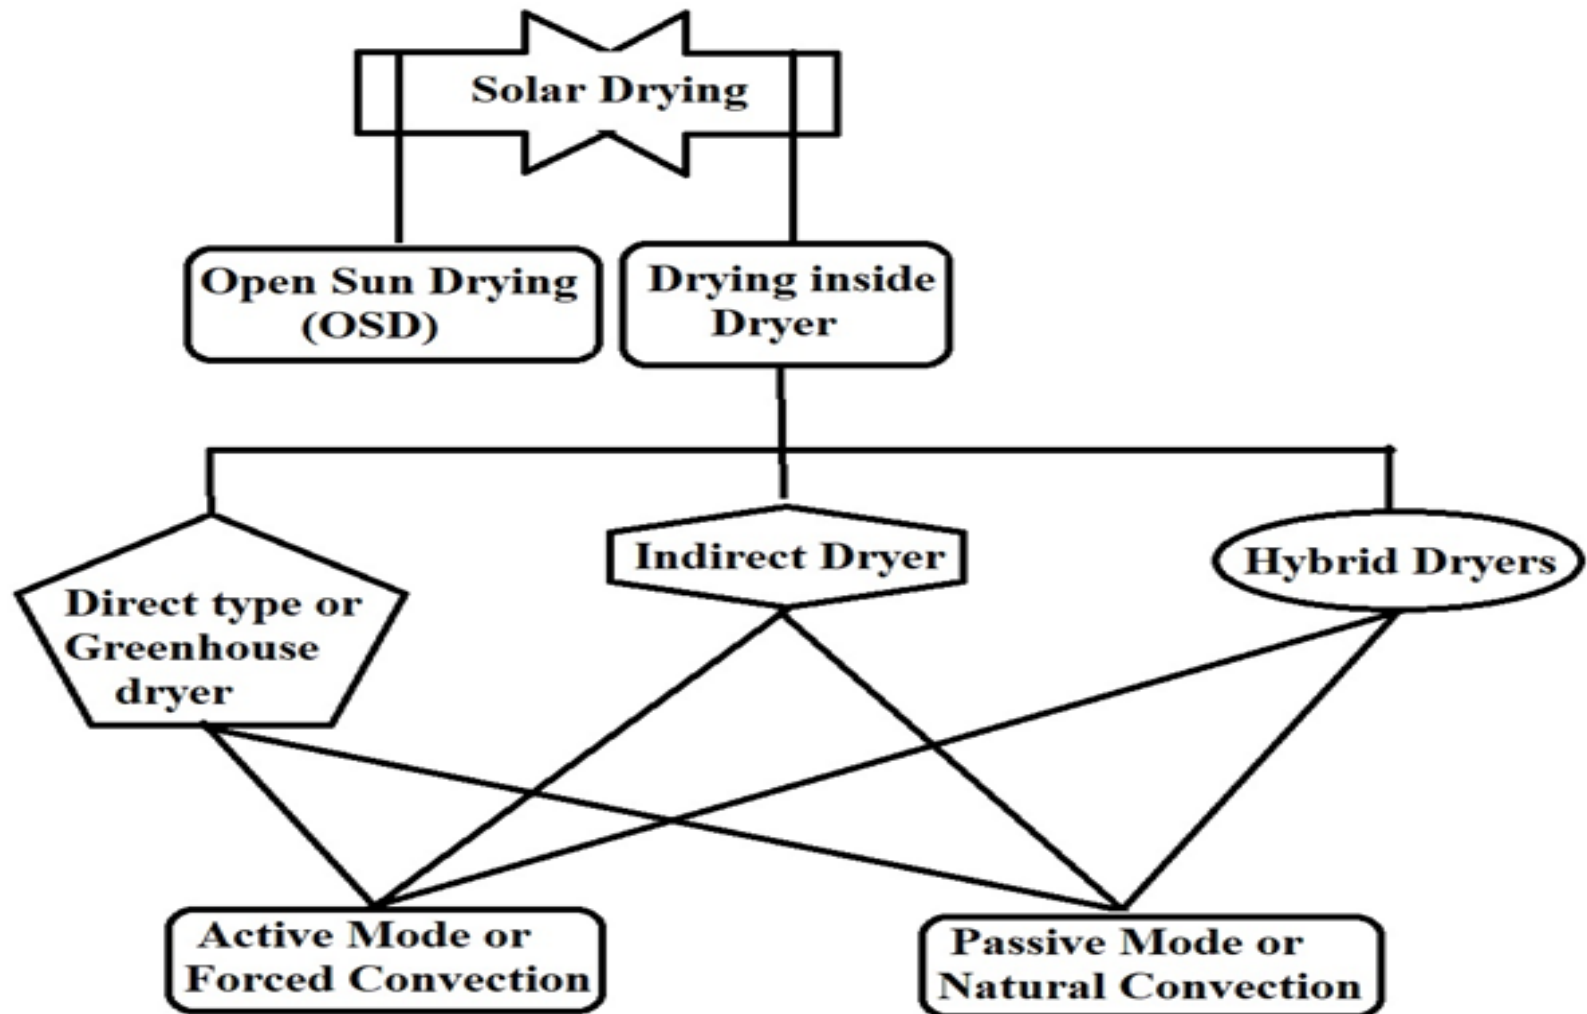 Solar Drying
Open Sun Drying
(OSD)
Drying inside
Dryer
Direct type or
Greenhouse
dryer
Indirect Dryer
Hybrid Dryers
Active Mode or
Forced Convection
Passive Mode or
Natural Convection